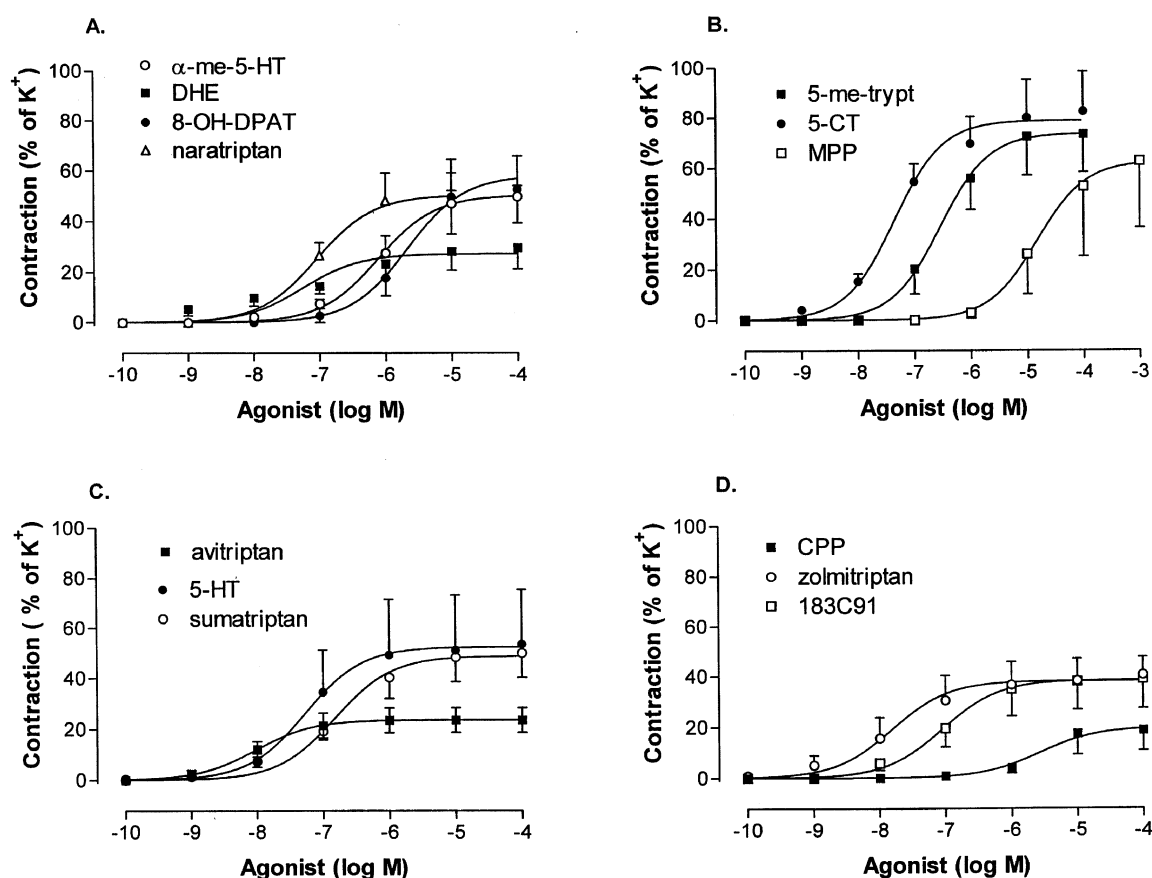 A.
α-me-5-HT
DHE
8-OH-DPAT
naratriptan
Contraction (% of K+)
100
80
60
40
20
0
-10 -9 -8 -7 -6 -5 -4
Agonist (log M)
B.
5-me-trypt
5-CT
MPP
Contraction (% of K+)
100
80
60
40
20
0
-10 -9 -8 -7 -6 -5 -4 -3
Agonist (log M)
C.
avitriptan
5-HT
sumatriptan
Contraction ( % of K+)
100
80
60
40
20
0
-10 -9 -8 -7 -6 -5 -4
Agonist (log M)
D.
CPP
zolmitriptan
183C91
Contraction (% of K+)
100
80
60
40
20
0
-10 -9 -8 -7 -6 -5 -4
Agonist (log M)